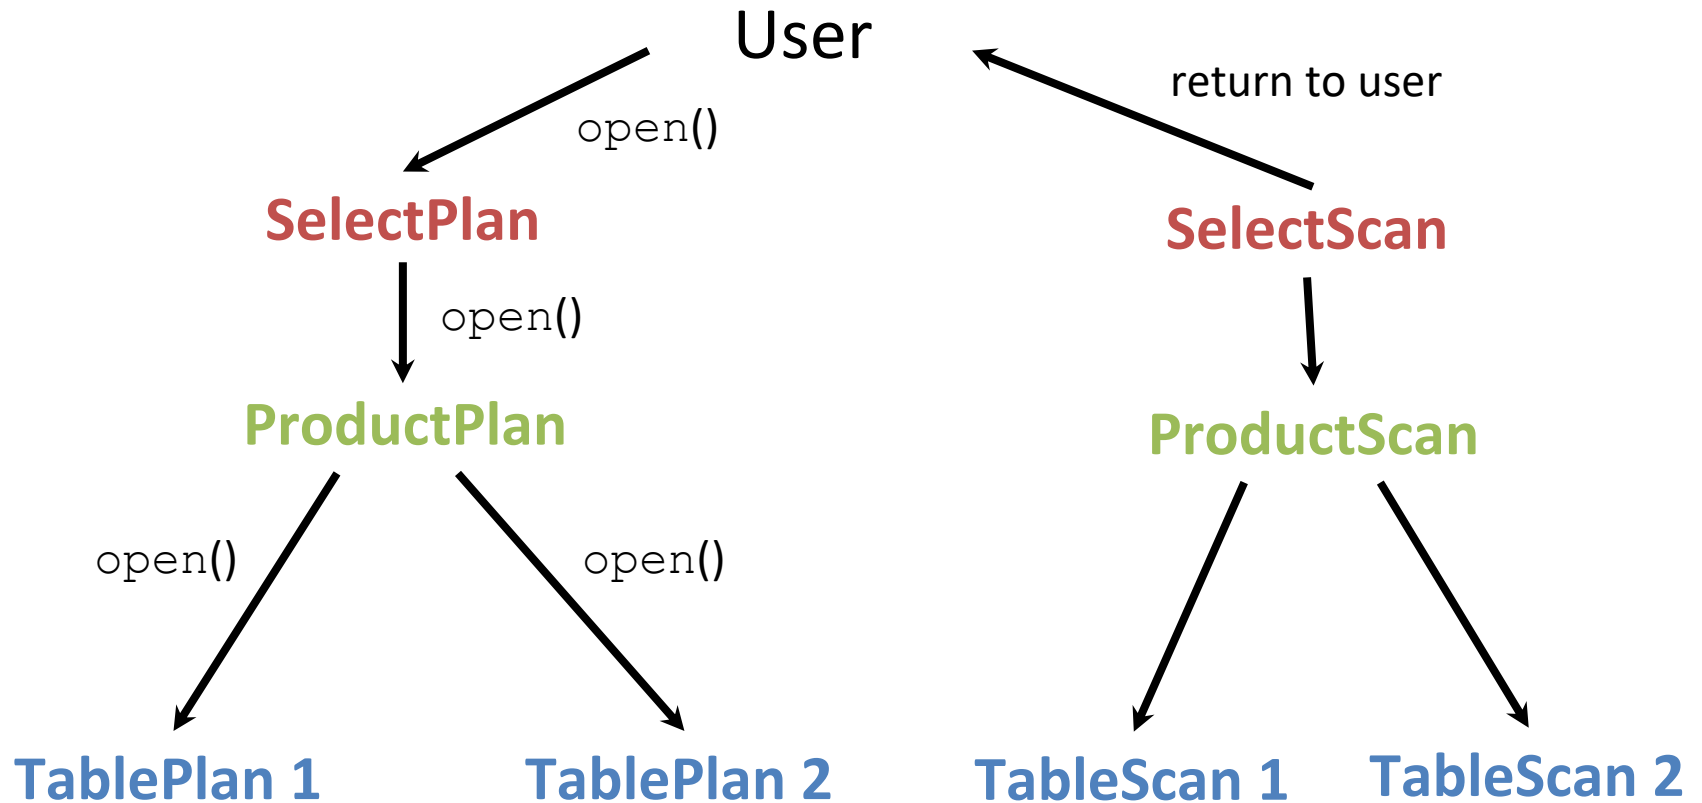 User
return to user
open()
SelectPlan
SelectScan
open()
ProductPlan
ProductScan
open()
open()
TablePlan 1
TablePlan 2
TableScan 1
TableScan 2